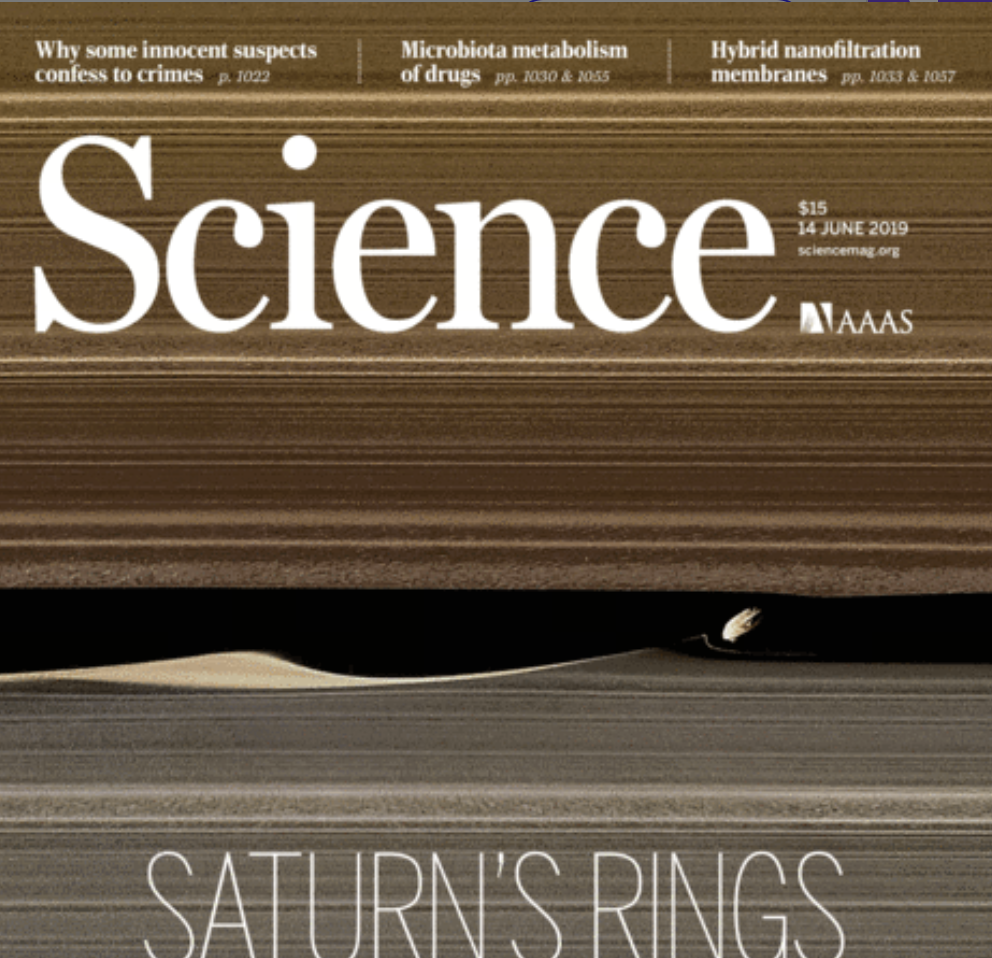 Why some innocent suspects
confess to crimes p. 1022
Microbiota metabolism
of drugs pp. 1030 & 1055
Hybrid nanofiltration
membranes pp. 1033 & 1057
Science
$15
14 JUNE 2019
sciencemag.org
AAAS
SATURN'S RINGS